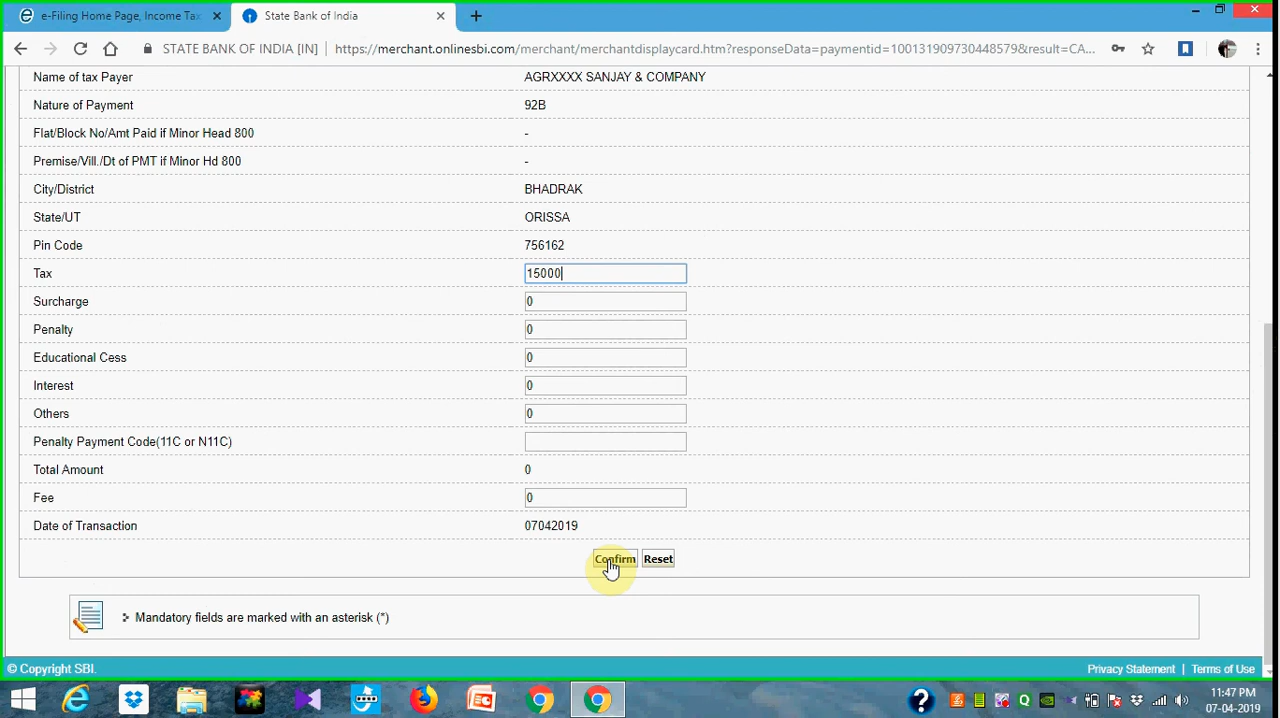 e-Filing Home Page, Income Tax
State Bank of India
STATE BANK OF INDIA [IN] https://merchant.onlinesbi.com/merchant/merchantdisplaycard.htm?responseData=paymentid=1001319097304485​79&result=CA...
Name of tax Payer AGRXXXX SANJAY & COMPANY
Nature of Payment 92B
Flat/Block No/Amt Paid if Minor Head 800 -
Premise/Vill./Dt of PMT if Minor Hd 800 -
City/District BHADRAK
State/UT ORISSA
Pin Code 756162
Tax 15000
Surcharge 0
Penalty 0
Educational Cess 0
Interest 0
Others 0
Penalty Payment Code(11C or N11C)
Total Amount 0
Fee 0
Date of Transaction 07042019
Confirm Reset
Mandatory fields are marked with an asterisk (*)
© Copyright SBI. Privacy Statement | Terms of Use
11:47 PM
07-04-2019